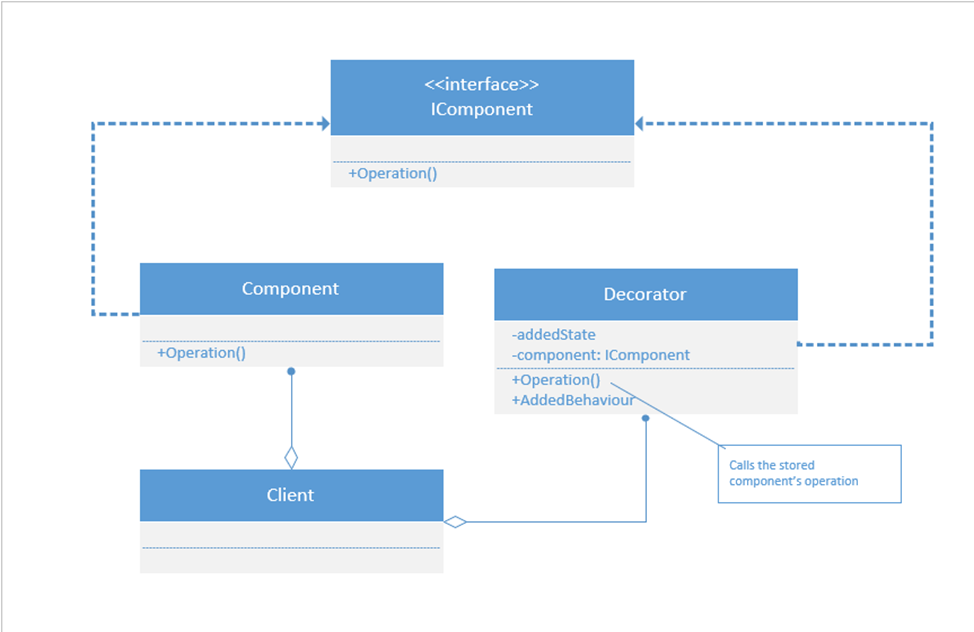 <<interface>>
IComponent
+Operation()
Component
+Operation()
Decorator
-addedState
-component: IComponent
+Operation()
+AddedBehaviour
Calls the stored
component's operation
Client